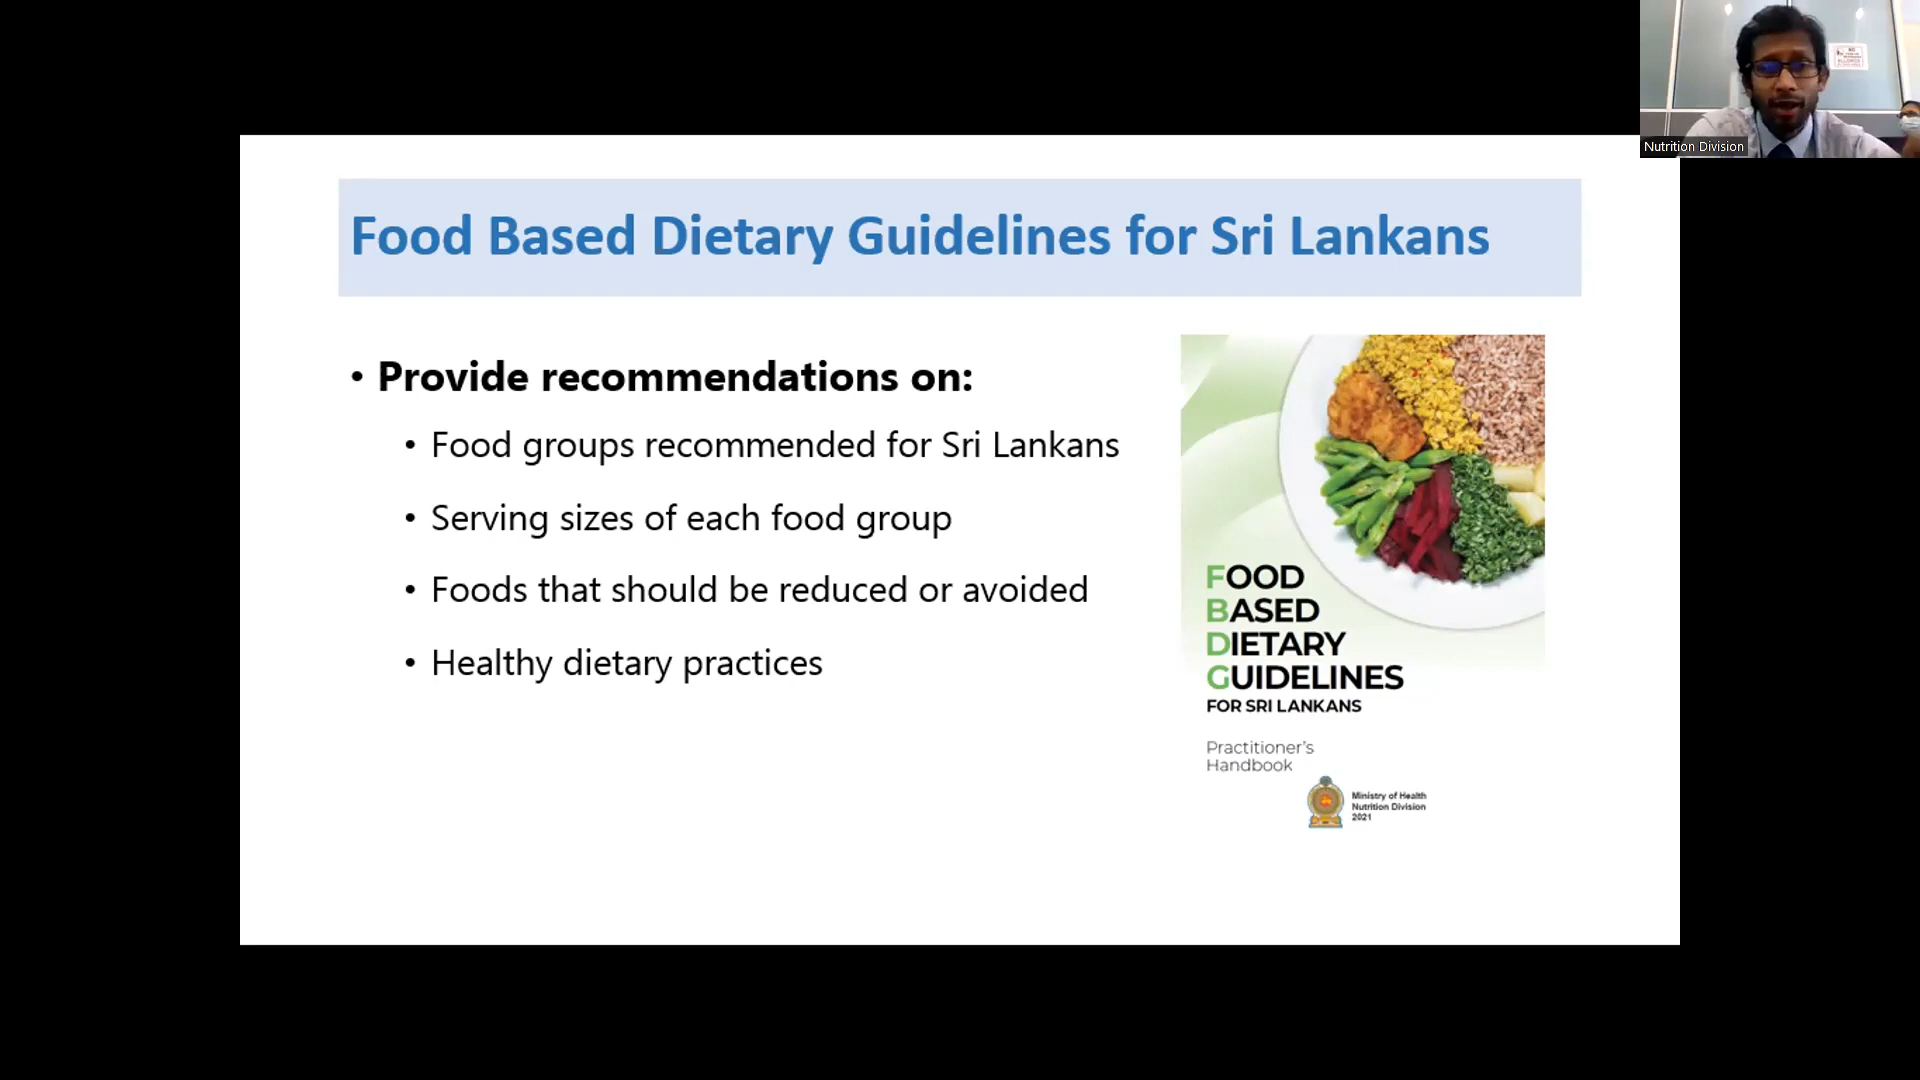 Nutrition Division
Food Based Dietary Guidelines for Sri Lankans
• Provide recommendations on:
• Food groups recommended for Sri Lankans
• Serving sizes of each food group
• Foods that should be reduced or avoided
• Healthy dietary practices
FOOD
BASED
DIETARY
GUIDELINES
FOR SRI LANKANS
Practitioner's
Handbook
Ministry of Health
Nutrition Division
2021